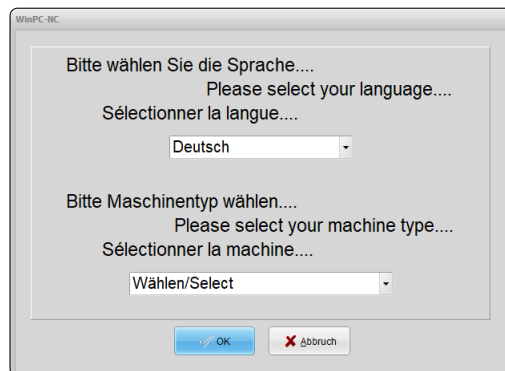 WinPC-NC
Bitte wählen Sie die Sprache....
Please select your language....
Sélectionner la langue....
Deutsch
Bitte Maschinentyp wählen....
Please select your machine type....
Sélectionner la machine....
Wählen/Select
OK
Abbruch